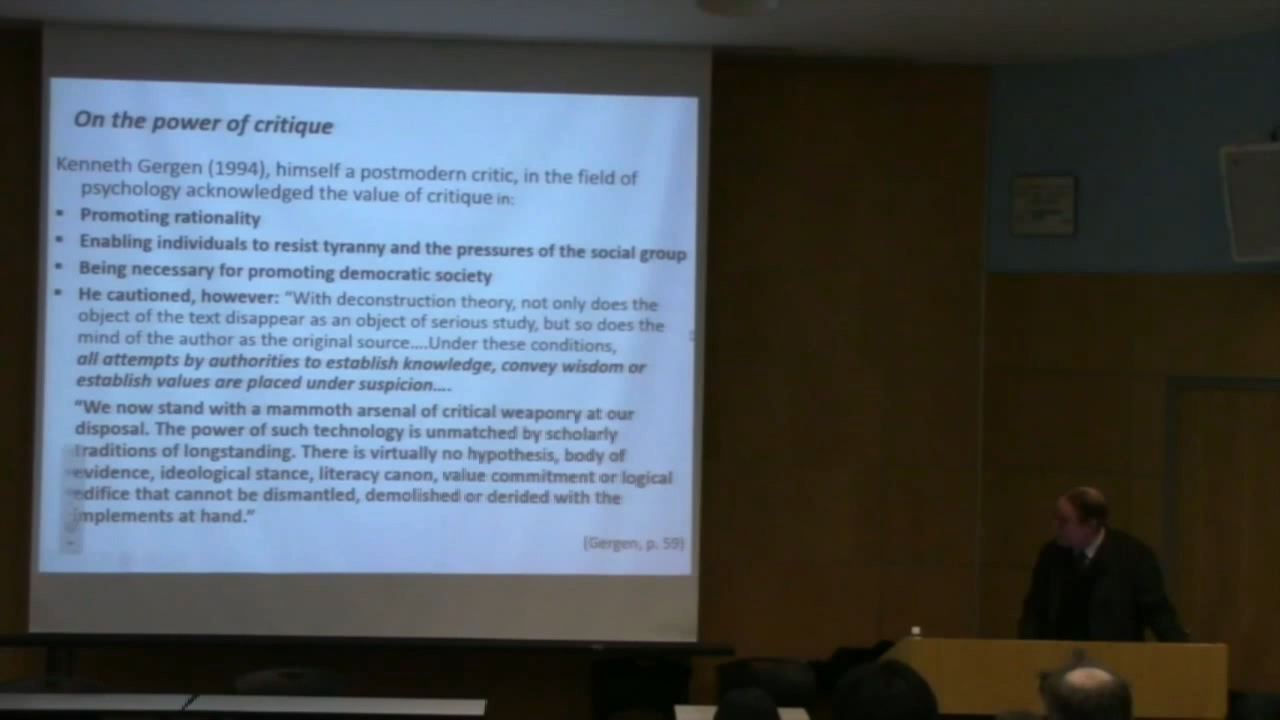 On the power of critique
Kenneth Gergen (1994), himself a postmodern critic, in the field of
psychology acknowledged the value of critique in:
▪ Promoting rationality
▪ Enabling individuals to resist tyranny and the pressures of the social group
▪ Being necessary for promoting democratic society
▪ He cautioned, however: “With deconstruction theory, not only does the
object of the text disappear as an object of serious study, but so does the
mind of the author as the original source....Under these conditions,
all attempts by authorities to establish knowledge, convey wisdom or
establish values are placed under suspicion....
“We now stand with a mammoth arsenal of critical weaponry at our
disposal. The power of such technology is unmatched by scholarly
traditions of longstanding. There is virtually no hypothesis, body of
evidence, ideological stance, literacy canon, value commitment or logical
edifice that cannot be dismantled, demolished or derided with the
implements at hand.”
(Gergen, p. 59)